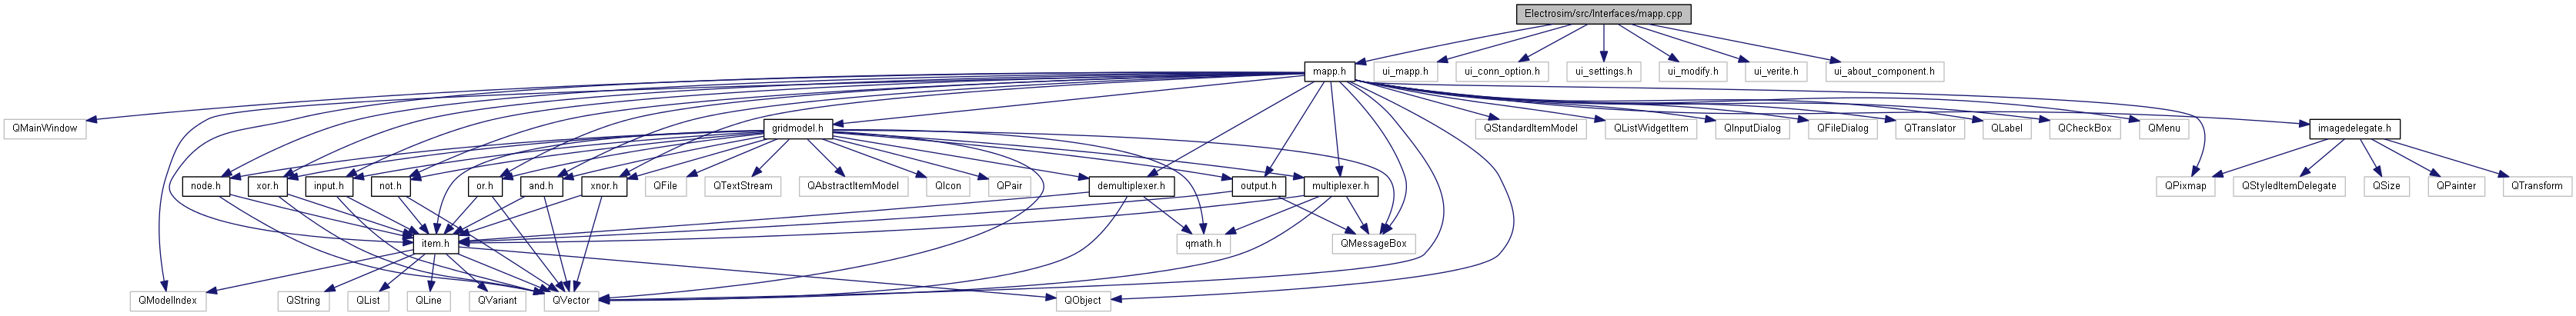 Electrosim/src/Interfaces/mapp.cpp
mapp.h
ui_mapp.h
ui_conn_option.h
ui_settings.h
ui_modify.h
ui_verite.h
ui_about_component.h
QMainWindow
gridmodel.h
QStandardItemModel
QListWidgetItem
QInputDialog
QFileDialog
QTranslator
QLabel
QCheckBox
QMenu
imagedelegate.h
node.h
xor.h
input.h
not.h
or.h
and.h
xnor.h
QFile
QTextStream
QAbstractItemModel
QIcon
QPair
demultiplexer.h
output.h
multiplexer.h
QPixmap
QStyledItemDelegate
QSize
QPainter
QTransform
item.h
qmath.h
QMessageBox
QModelIndex
QString
QList
QLine
QVariant
QVector
QObject